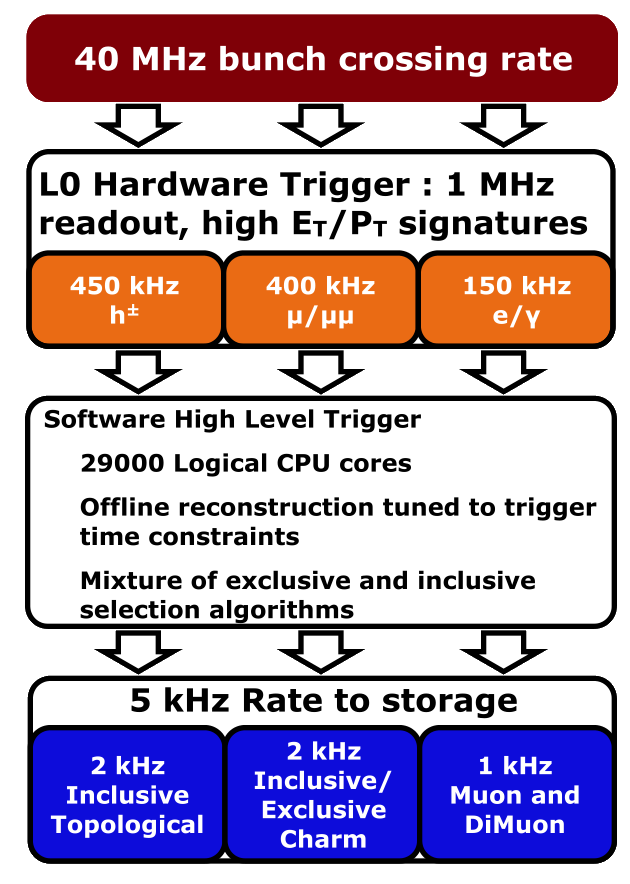 40 MHz bunch crossing rate
L0 Hardware Trigger : 1 MHz
readout, high E_T/P_T signatures
450 kHz
h±
400 kHz
μ/μμ
150 kHz
e/γ
Software High Level Trigger
29000 Logical CPU cores
Offline reconstruction tuned to trigger
time constraints
Mixture of exclusive and inclusive
selection algorithms
5 kHz Rate to storage
2 kHz
Inclusive
Topological
2 kHz
Inclusive/
Exclusive
Charm
1 kHz
Muon and
DiMuon